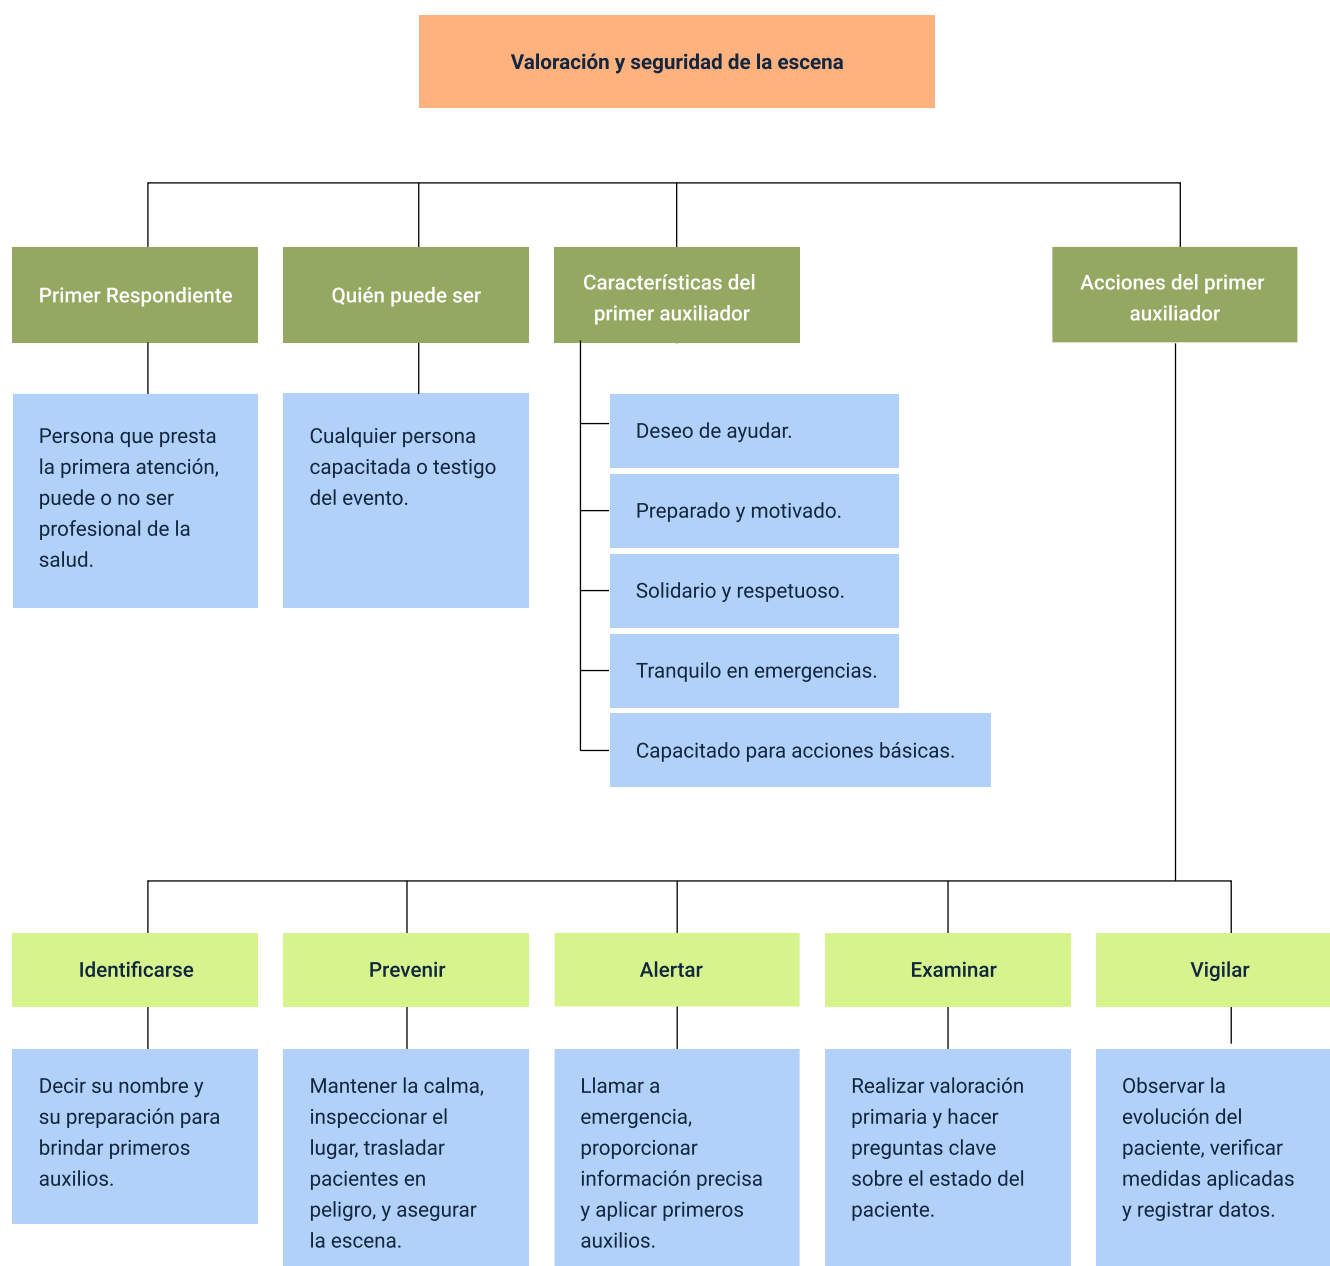 Valoración y seguridad de la escena
Primer Respondiente
Persona que presta
la primera atención,
puede o no ser
profesional de la
salud.
Quién puede ser
Cualquier persona
capacitada o testigo
del evento.
Características del
primer auxiliador
Deseo de ayudar.
Preparado y motivado.
Solidario y respetuoso.
Tranquilo en emergencias.
Capacitado para acciones básicas.
Acciones del primer
auxiliador
Identificarse
Decir su nombre y
su preparación para
brindar primeros
auxilios.
Prevenir
Mantener la calma,
inspeccionar el
lugar, trasladar
pacientes en
peligro, y asegurar
la escena.
Alertar
Llamar a
emergencia,
proporcionar
información precisa
y aplicar primeros
auxilios.
Examinar
Realizar valoración
primaria y hacer
preguntas clave
sobre el estado del
paciente.
Vigilar
Observar la
evolución del
paciente, verificar
medidas aplicadas
y registrar datos.